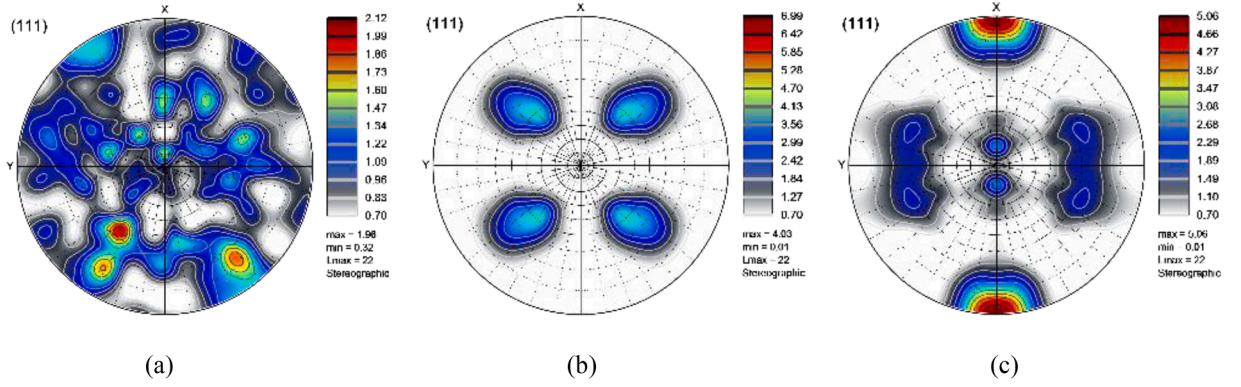 (111)
X
Y
2.12
1.99
1.86
1.73
1.60
1.47
1.34
1.22
1.09
0.96
0.83
0.70
max = 1.96
min = 0.32
Lmax = 22
Stereographic
(a)
(111)
X
Y
6.99
6.42
5.85
5.28
4.70
4.13
3.56
2.99
2.42
1.84
1.27
0.70
max = 4.03
min = 0.01
Lmax = 22
Stereographic
(b)
(111)
X
Y
5.06
4.66
4.27
3.87
3.47
3.08
2.68
2.29
1.89
1.49
1.10
0.70
max = 5.06
min = 0.01
Lmax = 22
Stereographic
(c)